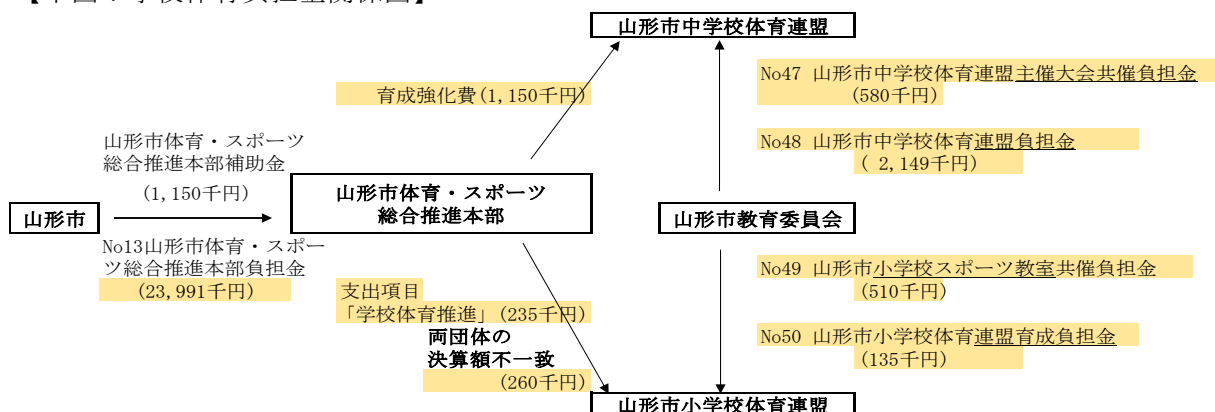 山形市中学校体育連盟
No47 山形市中学校体育連盟主催大会共催負担金
(580千円)
育成強化費(1,150千円)
No48 山形市中学校体育連盟負担金
( 2,149千円)
山形市体育・スポーツ
総合推進本部補助金
(1,150千円)
山形市
山形市体育・スポーツ
総合推進本部
山形市教育委員会
No13山形市体育・スポー
ツ総合推進本部負担金
(23,991千円)
No49 山形市小学校スポーツ教室共催負担金
(510千円)
支出項目
「学校体育推進」(235千円)
両団体の
決算額不一致
(260千円)
No50 山形市小学校体育連盟育成負担金
(135千円)
山形市小学校体育連盟